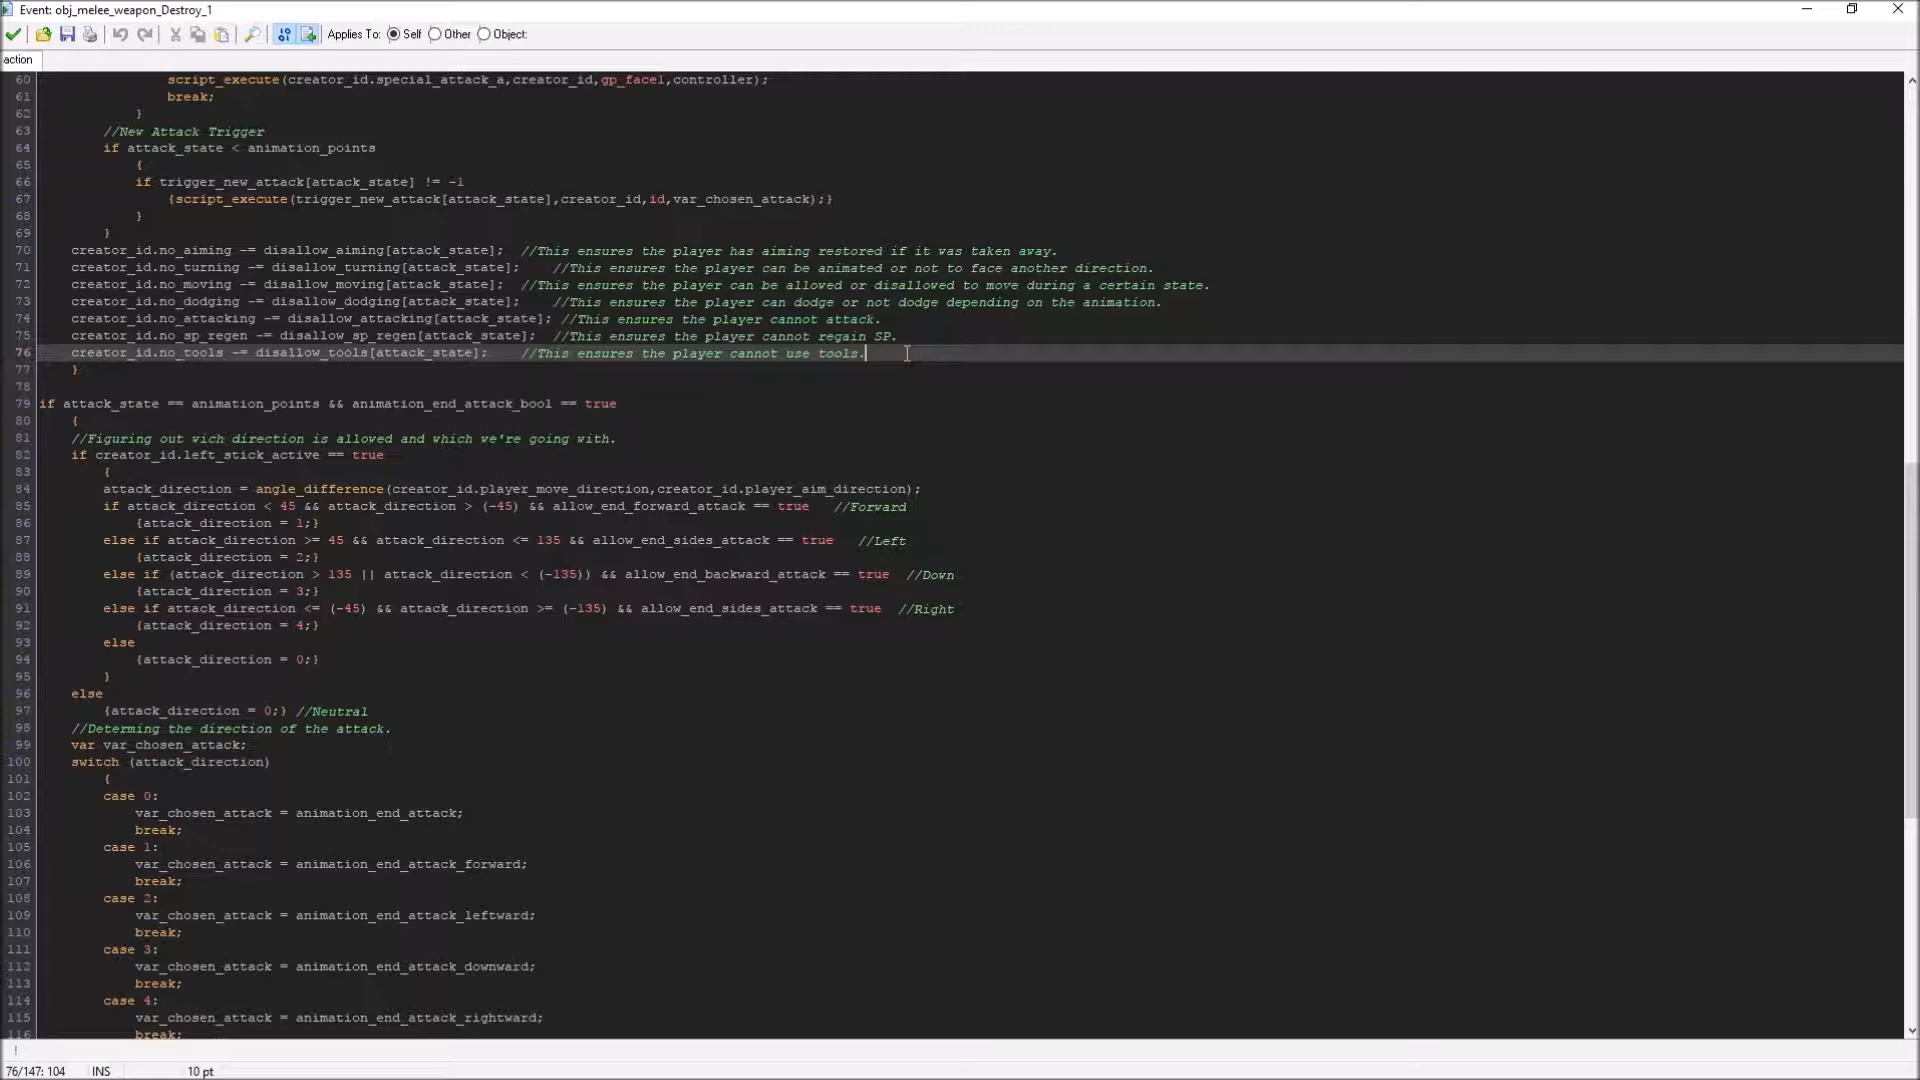 Event: obj_melee_weapon_Destroy_1
Applies To: Self Other Object:
action
60 script_execute(creator_id.special_attack_a,creator_id,gp_face1,controller);
61 break;
62 }
63 //New Attack Trigger
64 if attack_state < animation_points
65 {
66 if trigger_new_attack[attack_state] != -1
67 {script_execute(trigger_new_attack[attack_state],creator_id,id,var_chosen_attack);}
68 }
69 }
70 creator_id.no_aiming -= disallow_aiming[attack_state]; //This ensures the player has aiming restored if it was taken away.
71 creator_id.no_turning -= disallow_turning[attack_state]; //This ensures the player can be animated or not to face another direction.
72 creator_id.no_moving -= disallow_moving[attack_state]; //This ensures the player can be allowed or disallowed to move during a certain state.
73 creator_id.no_dodging -= disallow_dodging[attack_state]; //This ensures the player can dodge or not dodge depending on the animation.
74 creator_id.no_attacking -= disallow_attacking[attack_state]; //This ensures the player cannot attack.
75 creator_id.no_sp_regen -= disallow_sp_regen[attack_state]; //This ensures the player cannot regain SP.
76 creator_id.no_tools -= disallow_tools[attack_state]; //This ensures the player cannot use tools.
77 }
78
79 if attack_state == animation_points && animation_end_attack_bool == true
80 {
81 //Figuring out wich direction is allowed and which we're going with.
82 if creator_id.left_stick_active == true
83 {
84 attack_direction = angle_difference(creator_id.player_move_direction,creator_id.player_aim_direction);
85 if attack_direction < 45 && attack_direction > (-45) && allow_end_forward_attack == true //Forward
86 {attack_direction = 1;}
87 else if attack_direction >= 45 && attack_direction <= 135 && allow_end_sides_attack == true //Left
88 {attack_direction = 2;}
89 else if (attack_direction > 135 || attack_direction < (-135)) && allow_end_backward_attack == true //Down
90 {attack_direction = 3;}
91 else if attack_direction <= (-45) && attack_direction >= (-135) && allow_end_sides_attack == true //Right
92 {attack_direction = 4;}
93 else
94 {attack_direction = 0;}
95 }
96 else
97 {attack_direction = 0;} //Neutral
98 //Determing the direction of the attack.
99 var var_chosen_attack;
100 switch (attack_direction)
101 {
102 case 0:
103 var_chosen_attack = animation_end_attack;
104 break;
105 case 1:
106 var_chosen_attack = animation_end_attack_forward;
107 break;
108 case 2:
109 var_chosen_attack = animation_end_attack_leftward;
110 break;
111 case 3:
112 var_chosen_attack = animation_end_attack_downward;
113 break;
114 case 4:
115 var_chosen_attack = animation_end_attack_rightward;
116 break;
!
76/147: 104 INS 10 pt